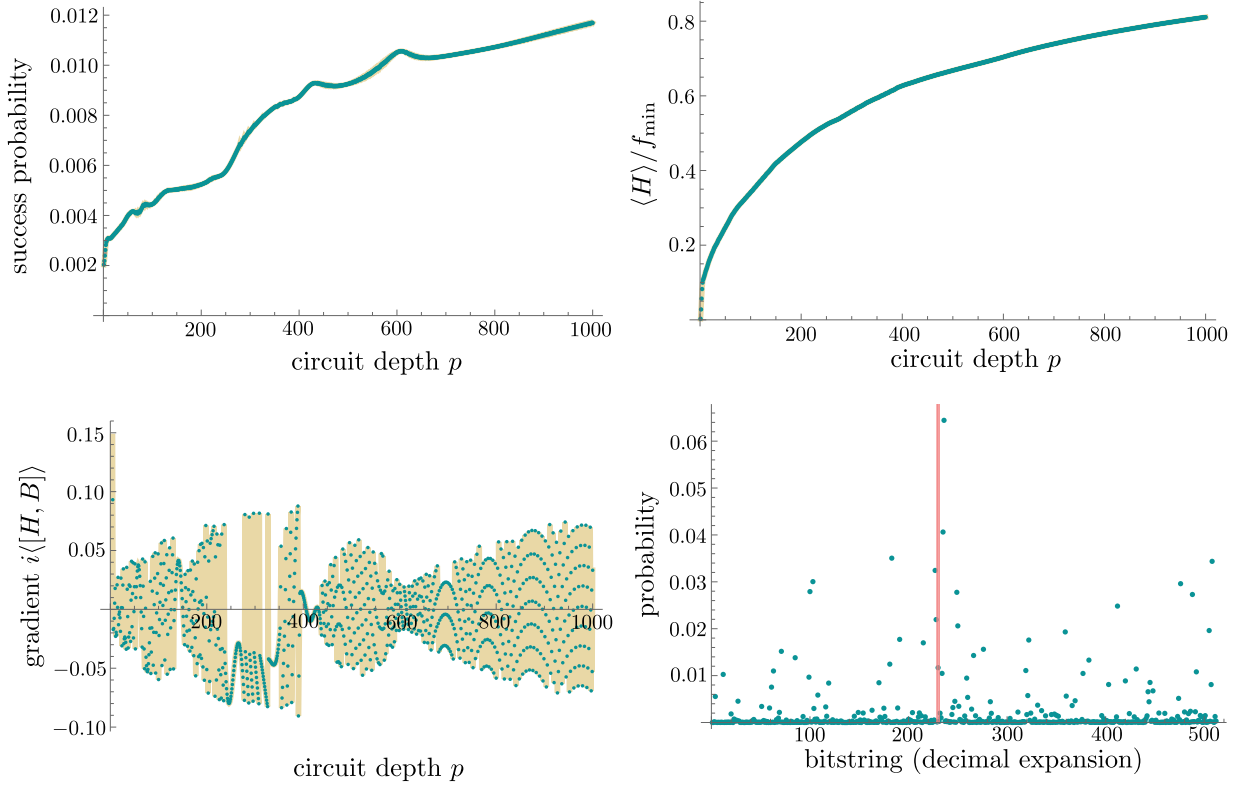 success probability
0.012
0.010
0.008
0.006
0.004
0.002
200 400 600 800 1000
circuit depth p
⟨H⟩/f_min
0.8
0.6
0.4
0.2
200 400 600 800 1000
circuit depth p
gradient i⟨[H, B]⟩
0.15
0.10
0.05
0
−0.05
−0.10
200 400 600 800 1000
circuit depth p
probability
0.06
0.05
0.04
0.03
0.02
0.01
100 200 300 400 500
bitstring (decimal expansion)